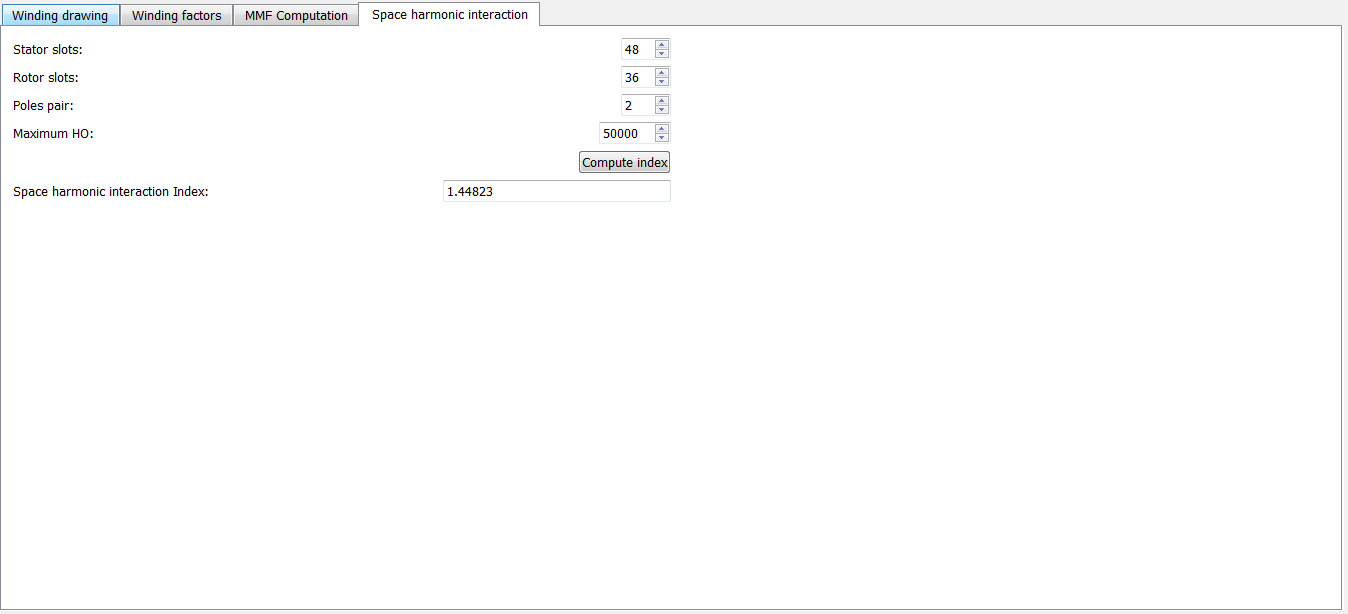 Winding drawing Winding factors MMF Computation Space harmonic interaction
Stator slots: 48
Rotor slots: 36
Poles pair: 2
Maximum HO: 50000
Compute index
Space harmonic interaction Index: 1.44823